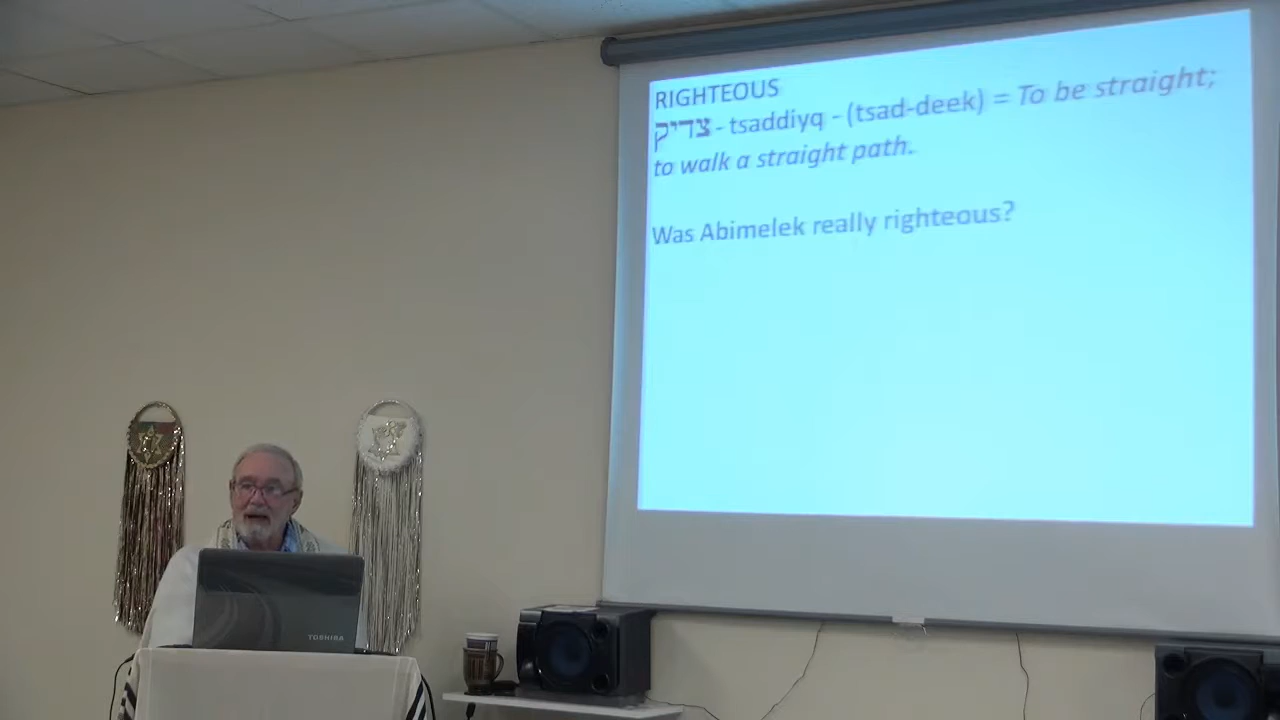 RIGHTEOUS
צדיק - tsaddiyq - (tsad-deek) = To be straight;
to walk a straight path.
Was Abimelek really righteous?
TOSHIBA